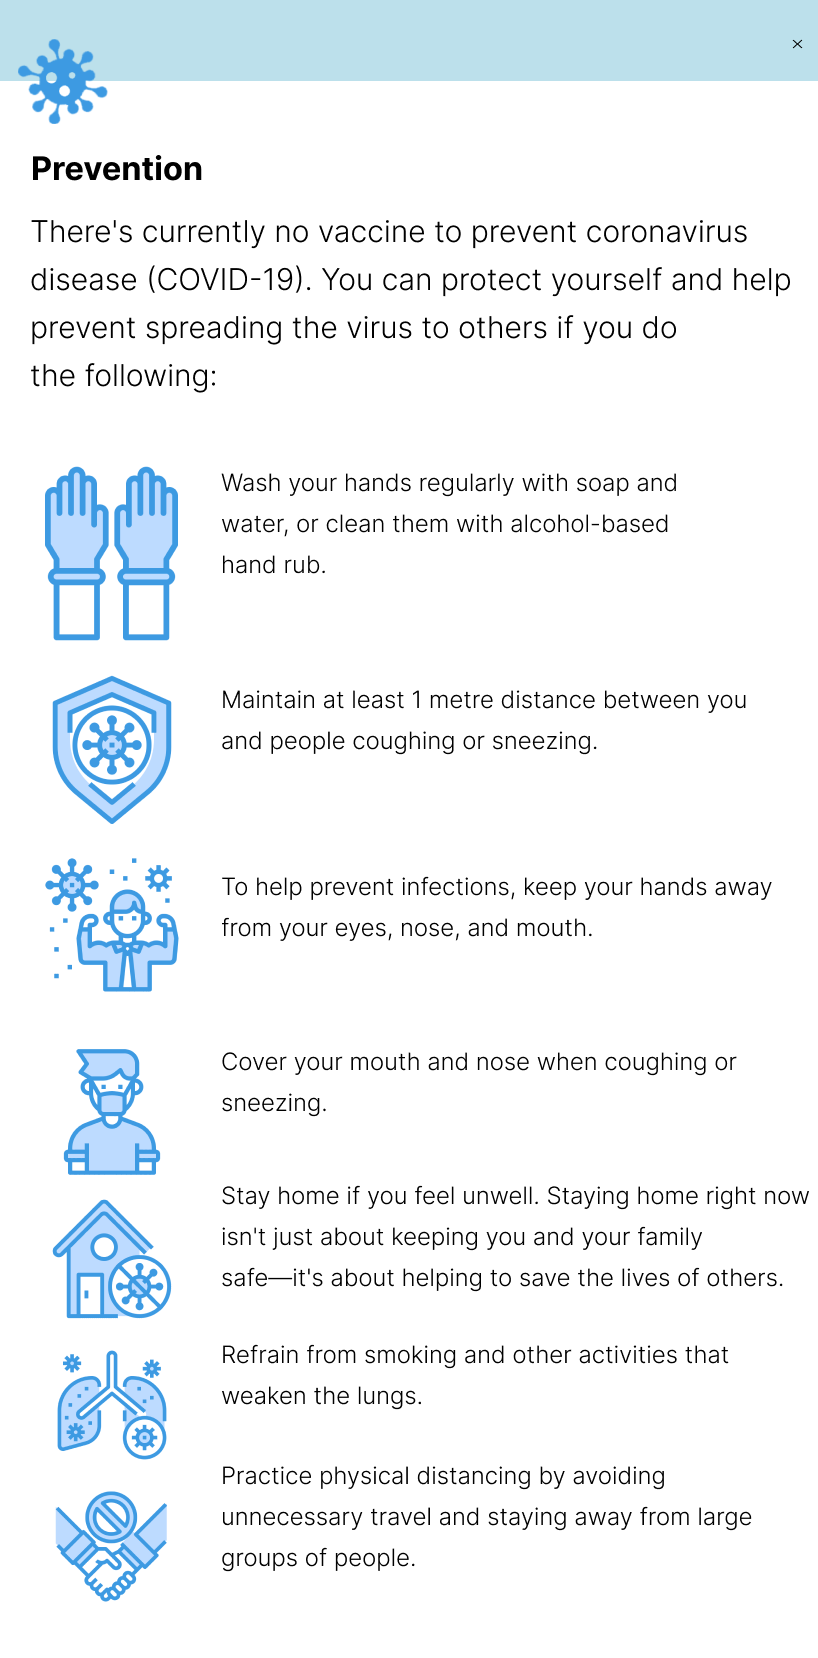 Prevention
There's currently no vaccine to prevent coronavirus
disease (COVID-19). You can protect yourself and help
prevent spreading the virus to others if you do
the following:
Wash your hands regularly with soap and
water, or clean them with alcohol-based
hand rub.
Maintain at least 1 metre distance between you
and people coughing or sneezing.
To help prevent infections, keep your hands away
from your eyes, nose, and mouth.
Cover your mouth and nose when coughing or
sneezing.
Stay home if you feel unwell. Staying home right now
isn't just about keeping you and your family
safe—it's about helping to save the lives of others.
Refrain from smoking and other activities that
weaken the lungs.
Practice physical distancing by avoiding
unnecessary travel and staying away from large
groups of people.